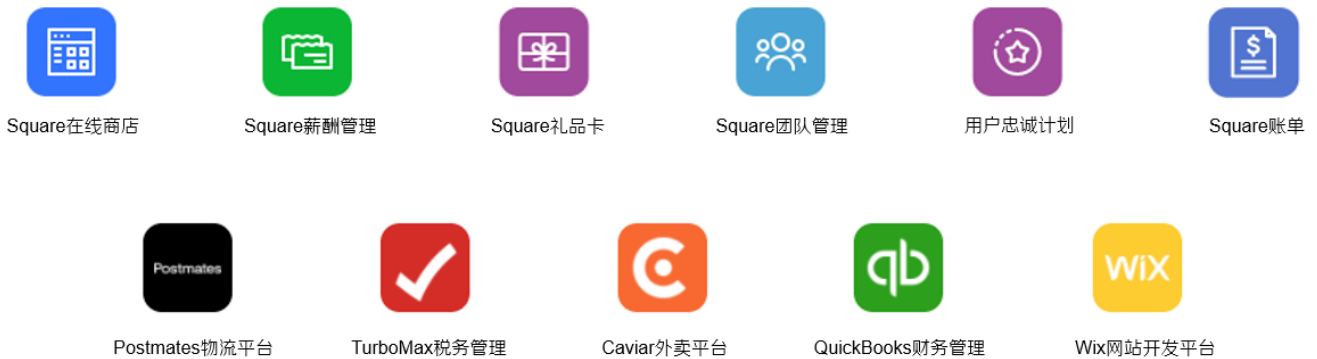 Square在线商店
Square薪酬管理
Square礼品卡
Square团队管理
用户忠诚计划
Square账单
Postmates
WiX
Postmates物流平台
TurboMax税务管理
Caviar外卖平台
QuickBooks财务管理
Wix网站开发平台